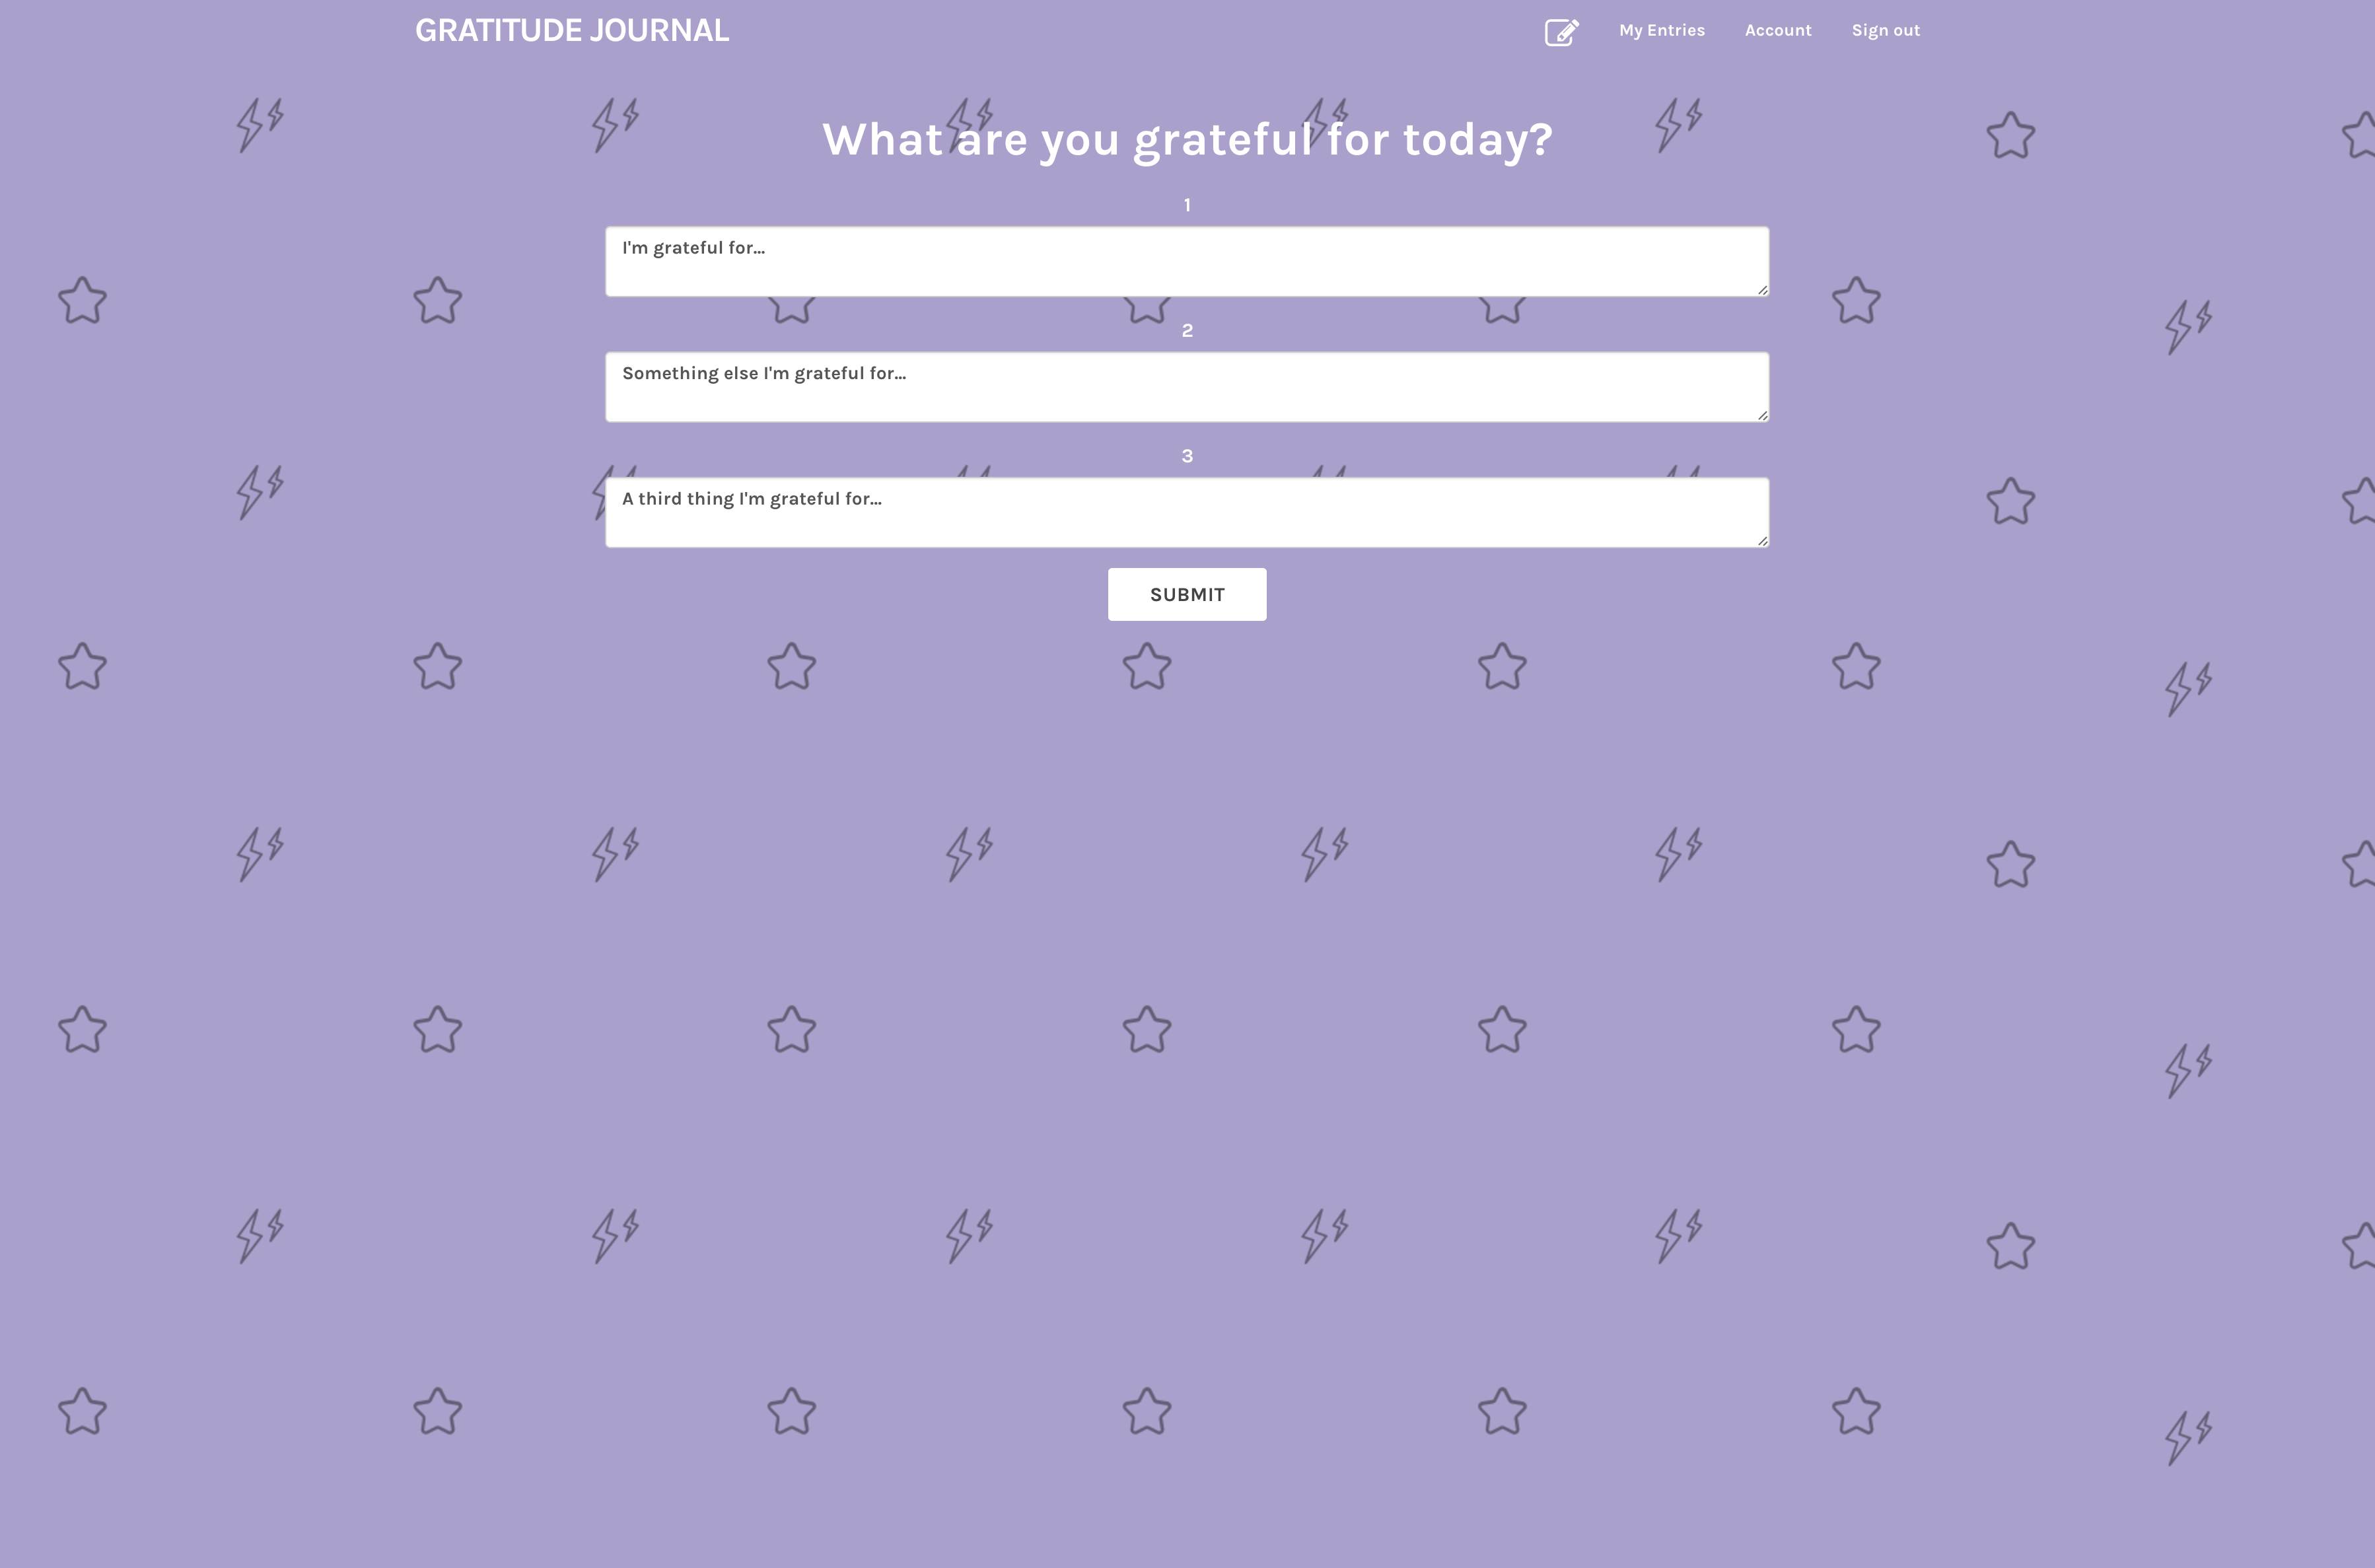 GRATITUDE JOURNAL
My Entries
Account
Sign out
What are you grateful for today?
1
I'm grateful for...
2
Something else I'm grateful for...
3
A third thing I'm grateful for...
SUBMIT